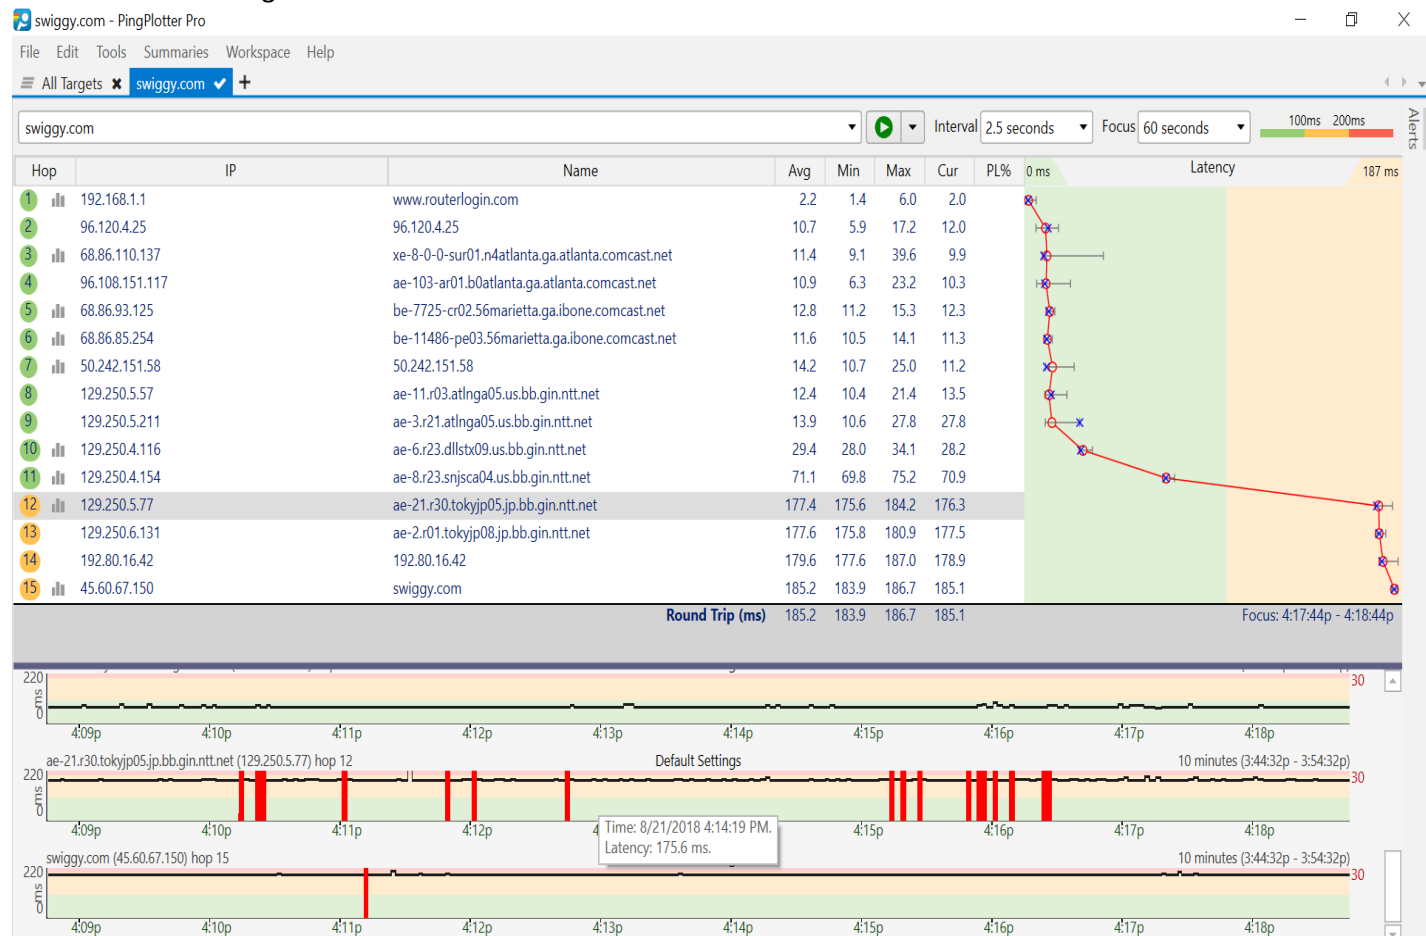 swiggy.com - PingPlotter Pro
File Edit Tools Summaries Workspace Help
All Targets swiggy.com
swiggy.com Interval 2.5 seconds Focus 60 seconds 100ms 200ms
Alerts
Hop IP Name Avg Min Max Cur PL% 0 ms Latency 187 ms
1 192.168.1.1 www.routerlogin.com 2.2 1.4 6.0 2.0
2 96.120.4.25 96.120.4.25 10.7 5.9 17.2 12.0
3 68.86.110.137 xe-8-0-0-sur01.n4atlanta.ga.atlanta.comcast.net 11.4 9.1 39.6 9.9
4 96.108.151.117 ae-103-ar01.b0atlanta.ga.atlanta.comcast.net 10.9 6.3 23.2 10.3
5 68.86.93.125 be-7725-cr02.56marietta.ga.ibone.comcast.net 12.8 11.2 15.3 12.3
6 68.86.85.254 be-11486-pe03.56marietta.ga.ibone.comcast.net 11.6 10.5 14.1 11.3
7 50.242.151.58 50.242.151.58 14.2 10.7 25.0 11.2
8 129.250.5.57 ae-11.r03.atlnga05.us.bb.gin.ntt.net 12.4 10.4 21.4 13.5
9 129.250.5.211 ae-3.r21.atlnga05.us.bb.gin.ntt.net 13.9 10.6 27.8 27.8
10 129.250.4.116 ae-6.r23.dllstx09.us.bb.gin.ntt.net 29.4 28.0 34.1 28.2
11 129.250.4.154 ae-8.r23.snjsca04.us.bb.gin.ntt.net 71.1 69.8 75.2 70.9
12 129.250.5.77 ae-21.r30.tokyjp05.jp.bb.gin.ntt.net 177.4 175.6 184.2 176.3
13 129.250.6.131 ae-2.r01.tokyjp08.jp.bb.gin.ntt.net 177.6 175.8 180.9 177.5
14 192.80.16.42 192.80.16.42 179.6 177.6 187.0 178.9
15 45.60.67.150 swiggy.com 185.2 183.9 186.7 185.1
Round Trip (ms) 185.2 183.9 186.7 185.1 Focus: 4:17:44p - 4:18:44p
220 30
ms
0
4:09p 4:10p 4:11p 4:12p 4:13p 4:14p 4:15p 4:16p 4:17p 4:18p
ae-21.r30.tokyjp05.jp.bb.gin.ntt.net (129.250.5.77) hop 12 Default Settings 10 minutes (3:44:32p - 3:54:32p)
220 30
ms
0
4:09p 4:10p 4:11p 4:12p 4 4:15p 4:16p 4:17p 4:18p
Time: 8/21/2018 4:14:19 PM.
Latency: 175.6 ms.
swiggy.com (45.60.67.150) hop 15 10 minutes (3:44:32p - 3:54:32p)
220 30
ms
0
4:09p 4:10p 4:11p 4:12p 4:13p 4:14p 4:15p 4:16p 4:17p 4:18p